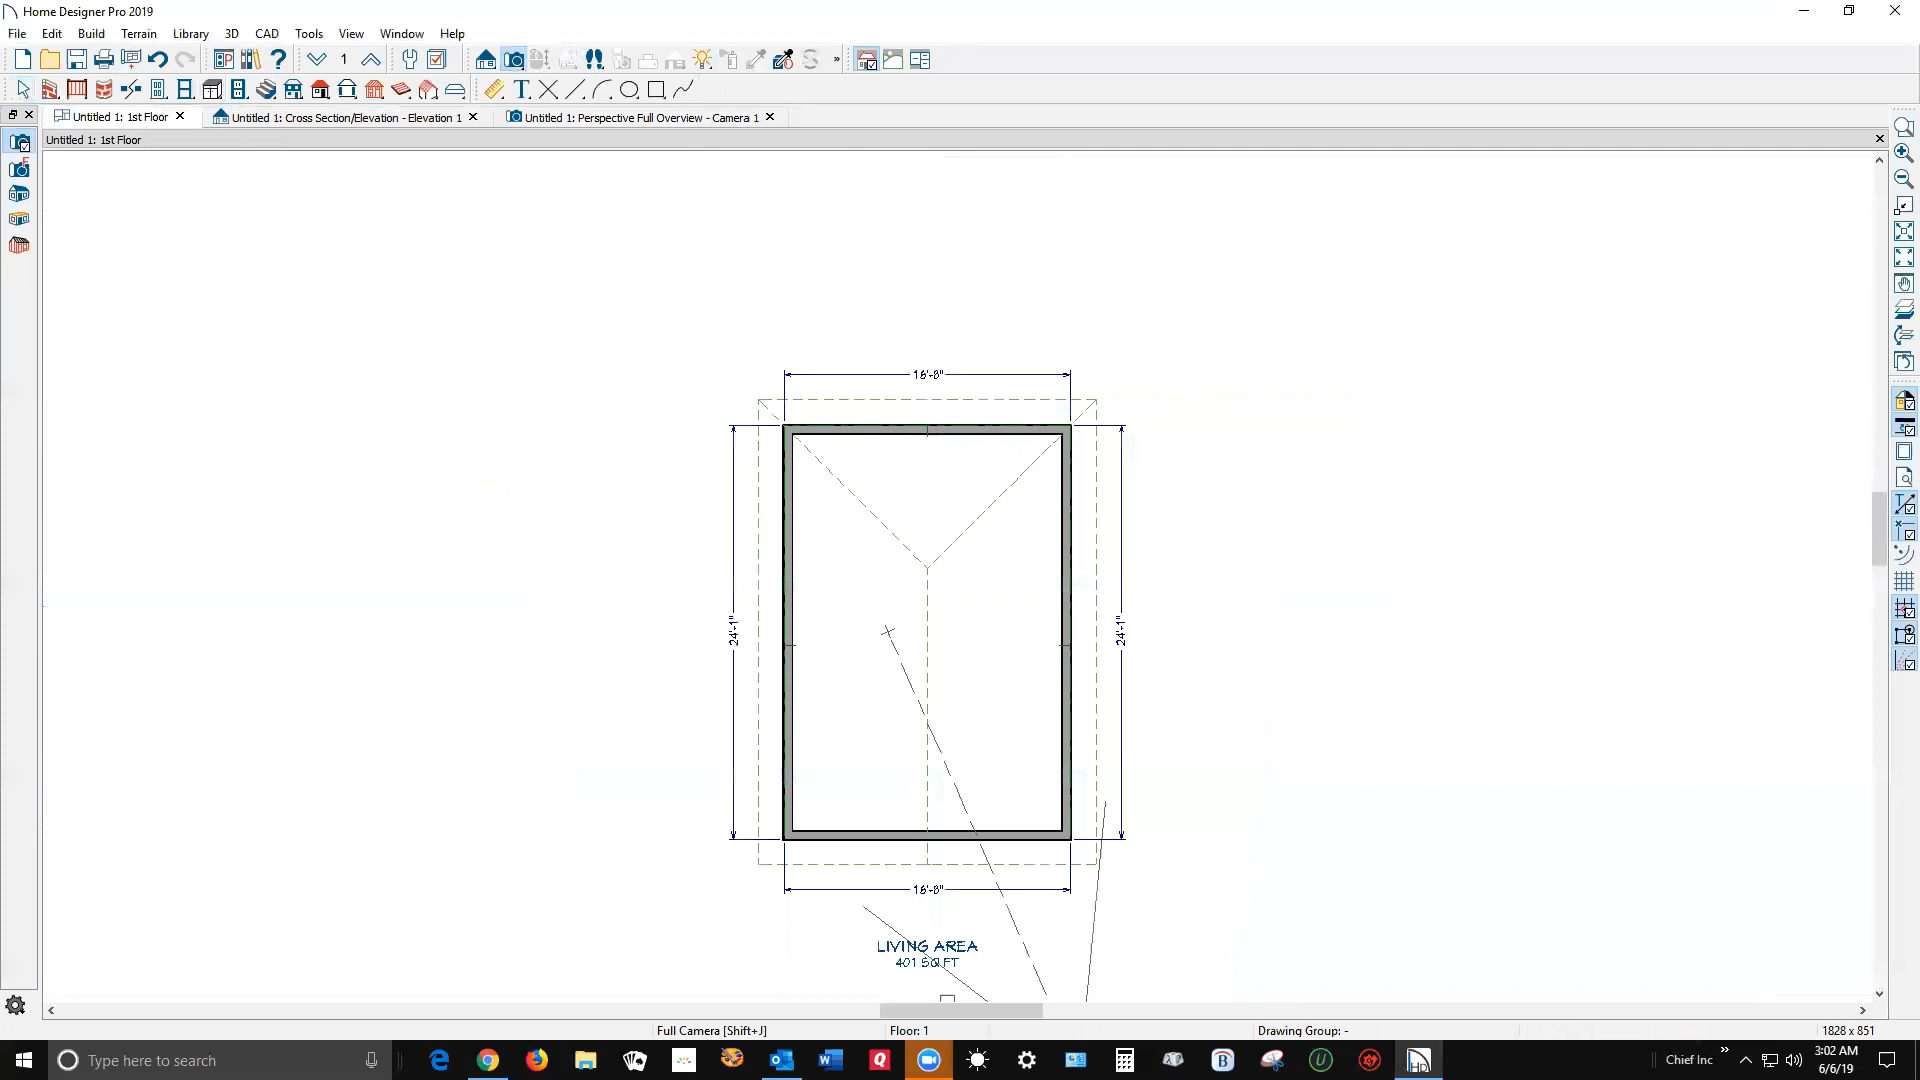 Home Designer Pro 2019
File Edit Build Terrain Library 3D CAD Tools View Window Help
1
Untitled 1: 1st Floor Untitled 1: Cross Section/Elevation - Elevation 1 Untitled 1: Perspective Full Overview - Camera 1
Untitled 1: 1st Floor
16'-8"
24'-1"
24'-1"
16'-8"
LIVING AREA
401 SQ FT
Full Camera [Shift+J] Floor: 1 Drawing Group: - 1828 x 851
Type here to search
Chief Inc
3:02 AM
6/6/19